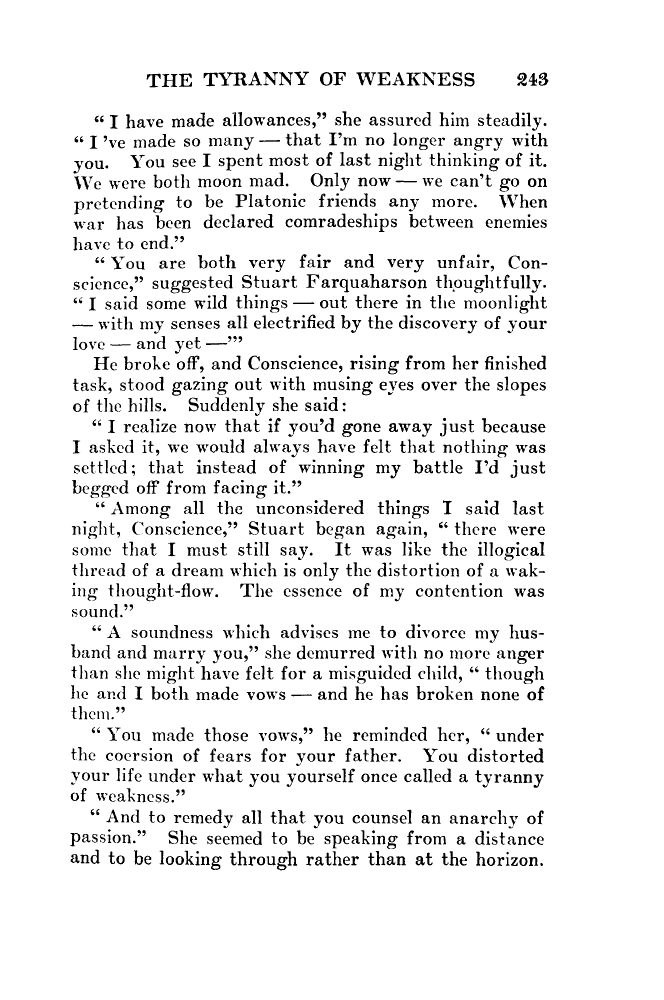 THE TYRANNY OF WEAKNESS 243
“ I have made allowances,” she assured him steadily.
“ I ’ve made so many — that I’m no longer angry with
you. You see I spent most of last night thinking of it.
We were both moon mad. Only now — we can’t go on
pretending to be Platonic friends any more. When
war has been declared comradeships between enemies
have to end.”
“ You are both very fair and very unfair, Con-
science,” suggested Stuart Farquaharson thoughtfully.
“ I said some wild things — out there in the moonlight
— with my senses all electrified by the discovery of your
love — and yet —’”
He broke off, and Conscience, rising from her finished
task, stood gazing out with musing eyes over the slopes
of the hills. Suddenly she said:
“ I realize now that if you’d gone away just because
I asked it, we would always have felt that nothing was
settled; that instead of winning my battle I’d just
begged off from facing it.”
“ Among all the unconsidered things I said last
night, Conscience,” Stuart began again, “ there were
some that I must still say. It was like the illogical
thread of a dream which is only the distortion of a wak-
ing thought-flow. The essence of my contention was
sound.”
“ A soundness which advises me to divorce my hus-
band and marry you,” she demurred with no more anger
than she might have felt for a misguided child, “ though
he and I both made vows — and he has broken none of
them.”
“ You made those vows,” he reminded her, “ under
the coersion of fears for your father. You distorted
your life under what you yourself once called a tyranny
of weakness.”
“ And to remedy all that you counsel an anarchy of
passion.” She seemed to be speaking from a distance
and to be looking through rather than at the horizon.